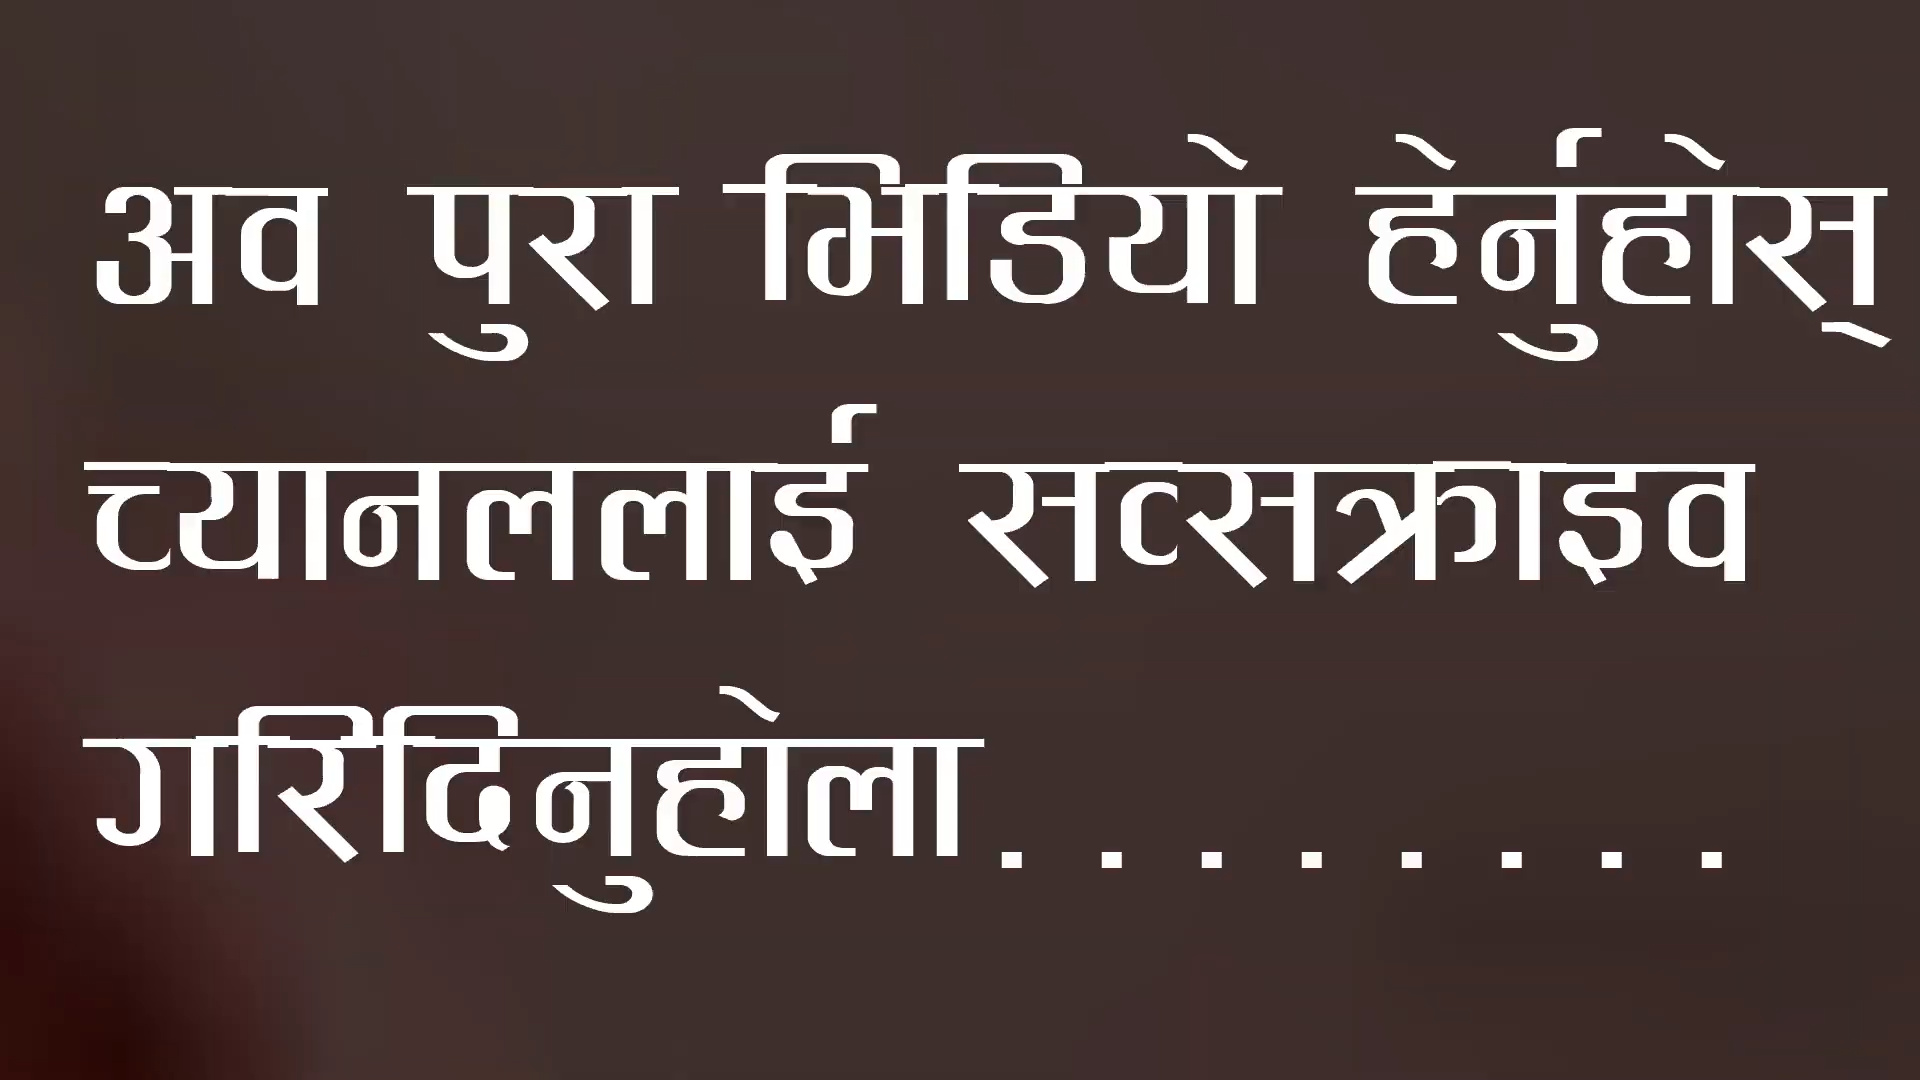 अव पुरा भिडियो हेर्नुहोस्
च्यानललाई सव्सक्राइव
गरिदिनुहोला........